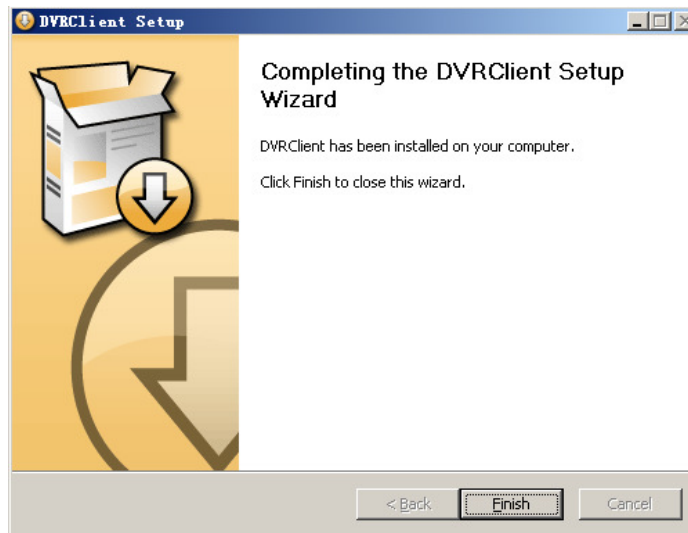 DVRClient Setup
Completing the DVRClient Setup
Wizard
DVRClient has been installed on your computer.
Click Finish to close this wizard.
< Back
Finish
Cancel